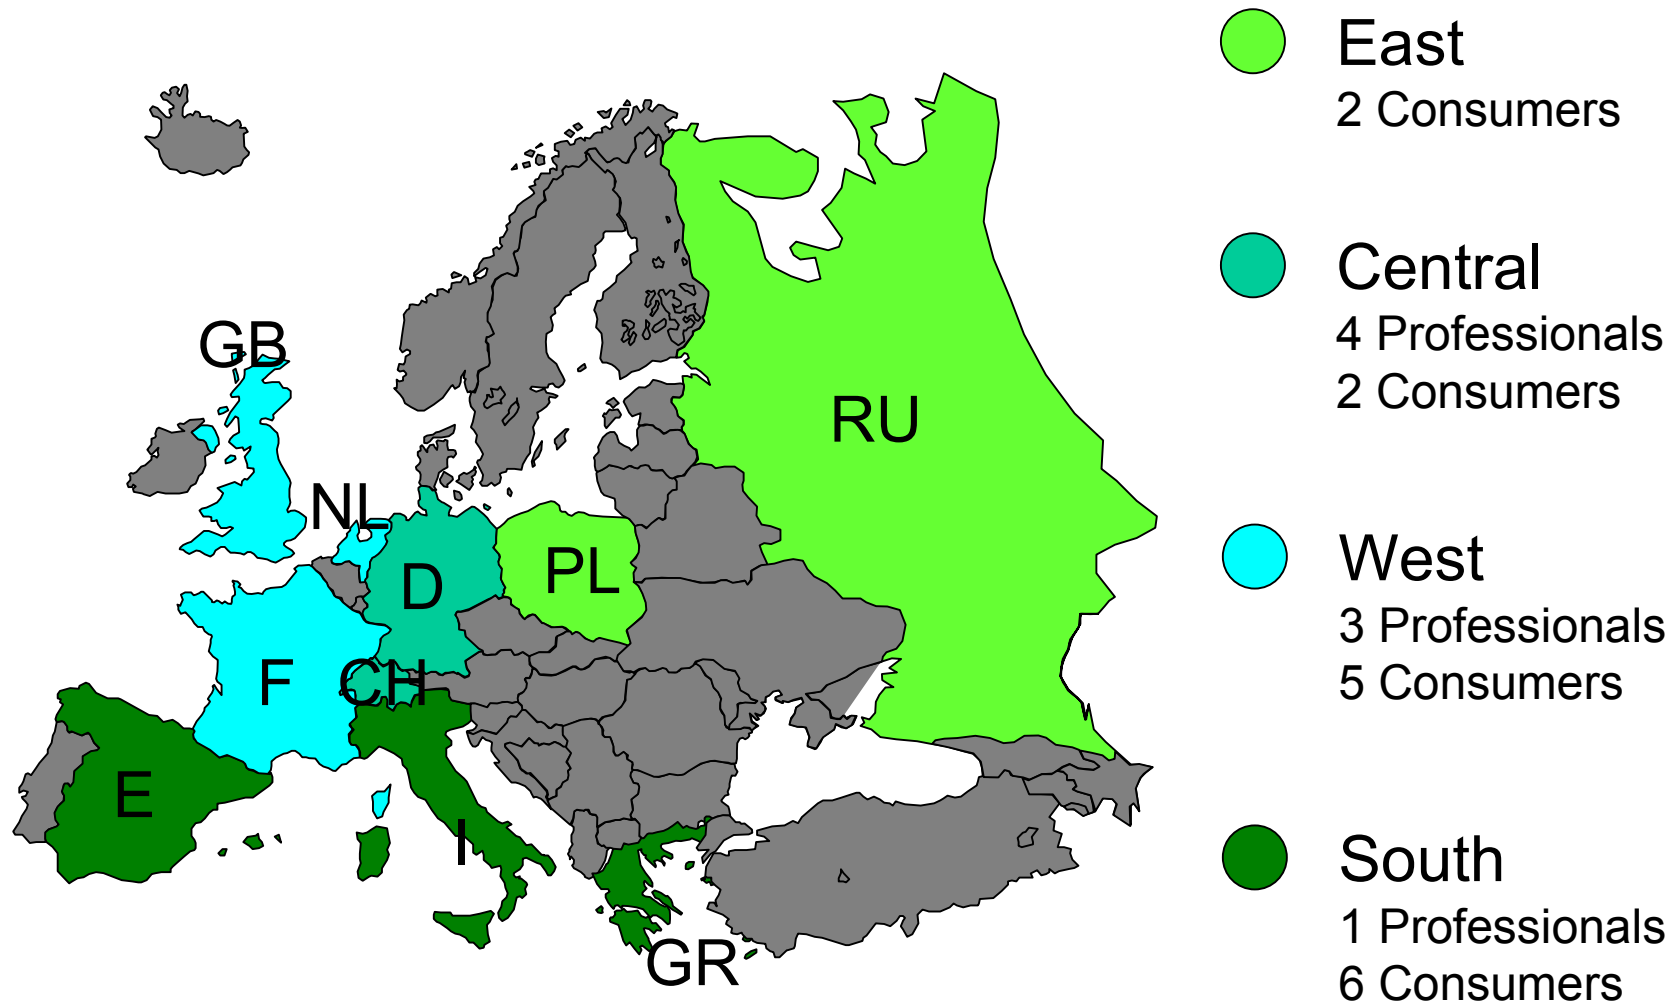 East
2 Consumers
Central
4 Professionals
2 Consumers
West
3 Professionals
5 Consumers
South
1 Professionals
6 Consumers
GB
RU
NL
D
PL
F
CH
E
I
GR